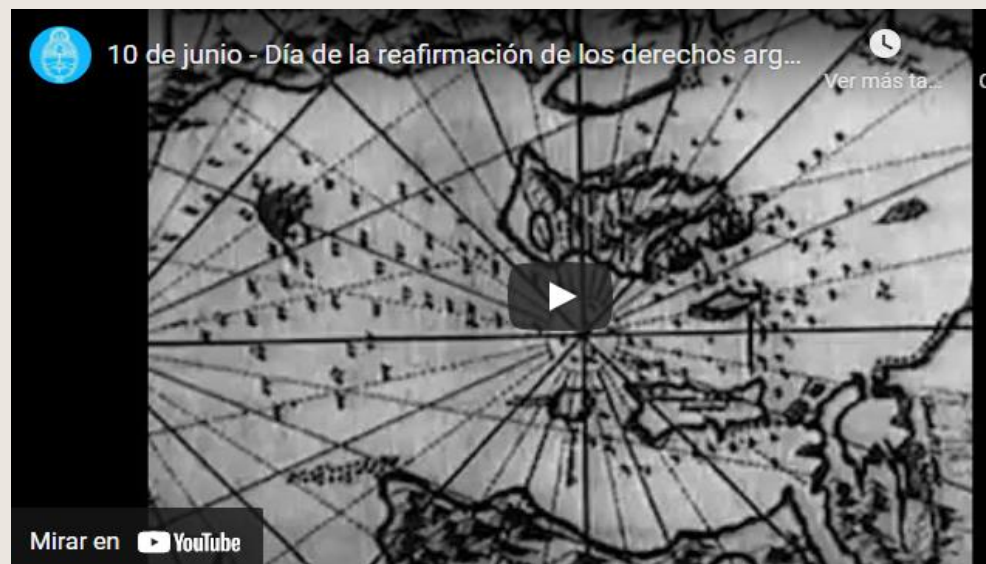 10 de junio - Día de la reafirmación de los derechos arg...
Ver más ta...
Mirar en YouTube